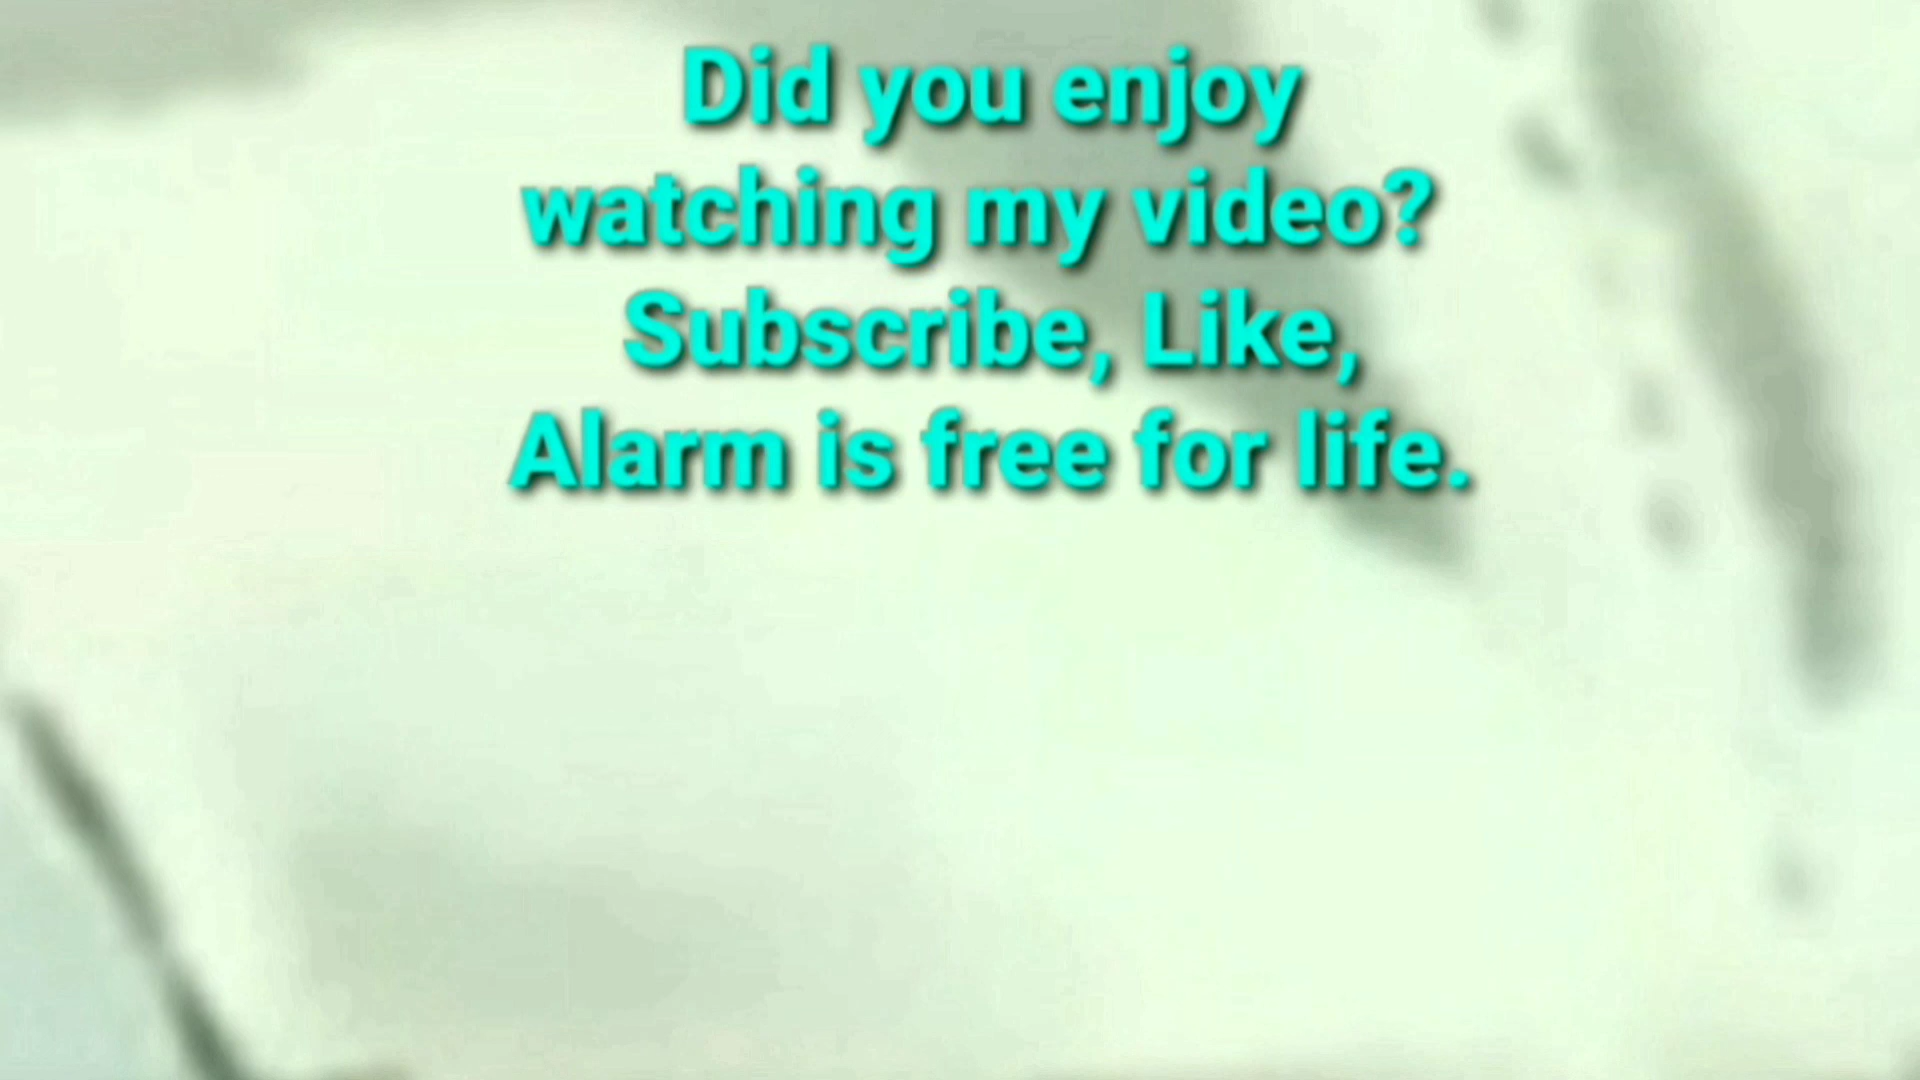 Did you enjoy
watching my video?
Subscribe, Like,
Alarm is free for life.